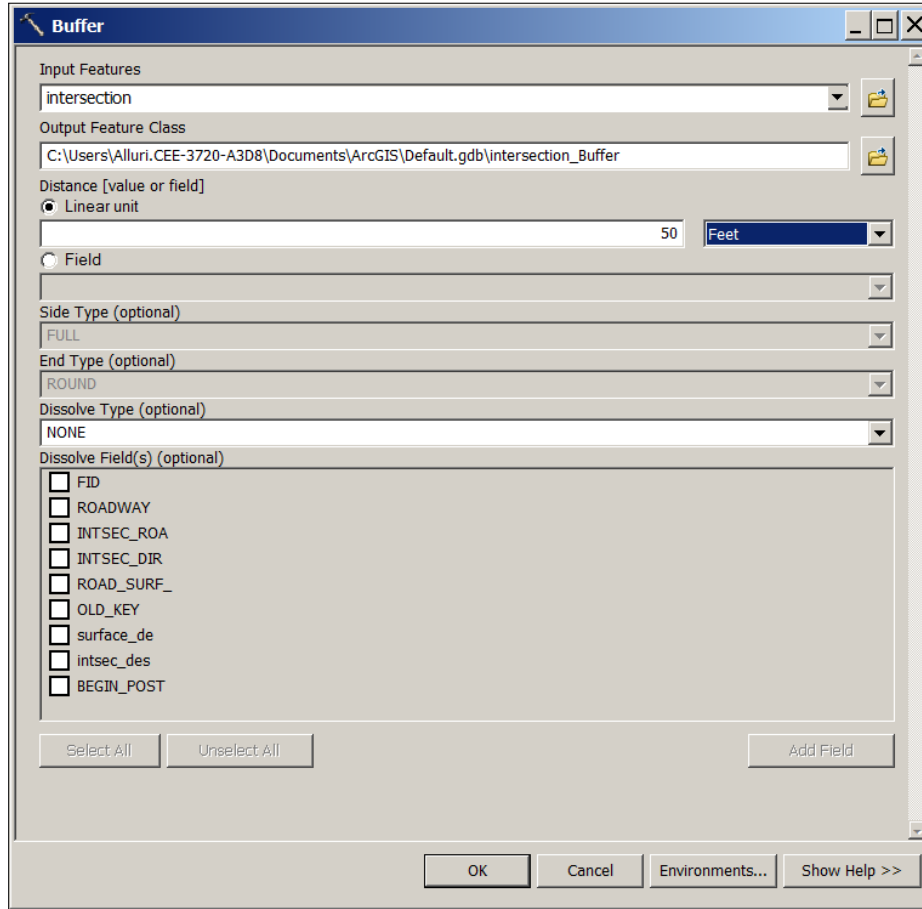 Buffer
Input Features
intersection
Output Feature Class
C:\Users\Alluri.CEE-3720-A3D8\Documents\ArcGIS\Default.gdb\intersection_Buffer
Distance [value or field]
Linear unit
50 Feet
Field
Side Type (optional)
FULL
End Type (optional)
ROUND
Dissolve Type (optional)
NONE
Dissolve Field(s) (optional)
FID
ROADWAY
INTSEC_ROA
INTSEC_DIR
ROAD_SURF_
OLD_KEY
surface_de
intsec_des
BEGIN_POST
Select All Unselect All Add Field
OK Cancel Environments... Show Help >>